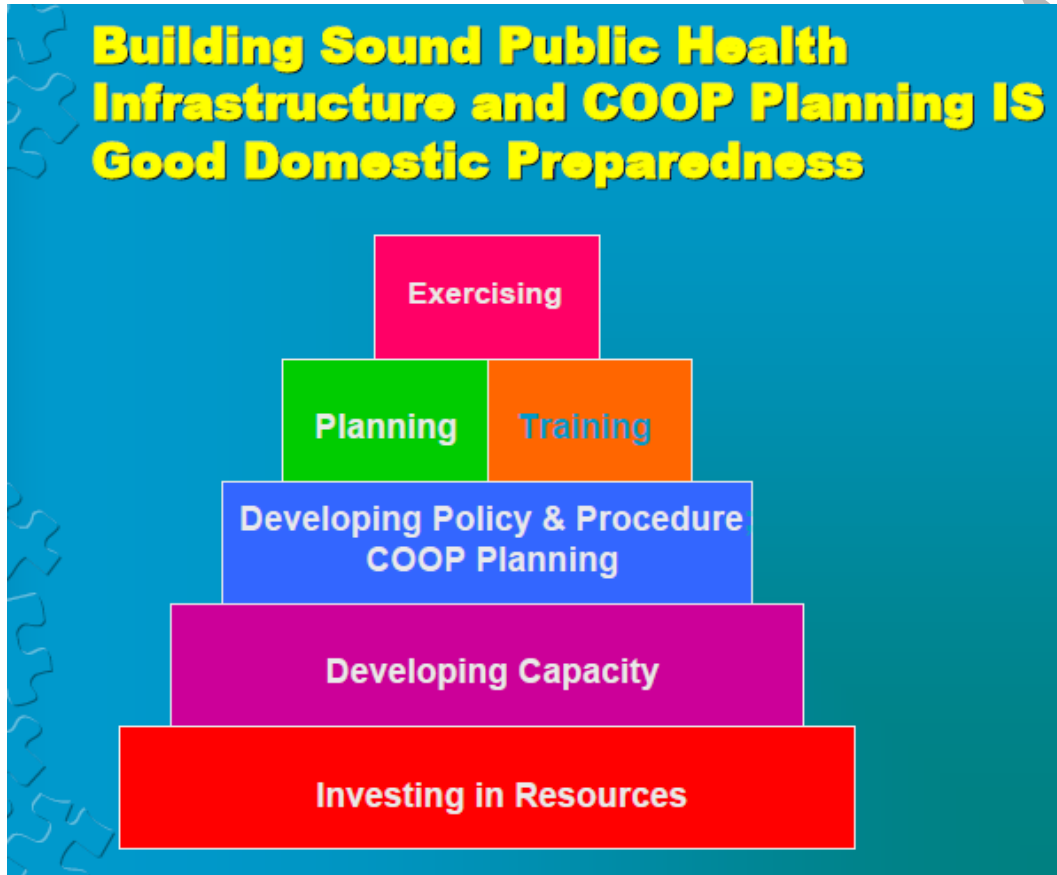 Building Sound Public Health
Infrastructure and COOP Planning IS
Good Domestic Preparedness
Exercising
Planning
Training
Developing Policy & Procedure;
COOP Planning
Developing Capacity
Investing in Resources